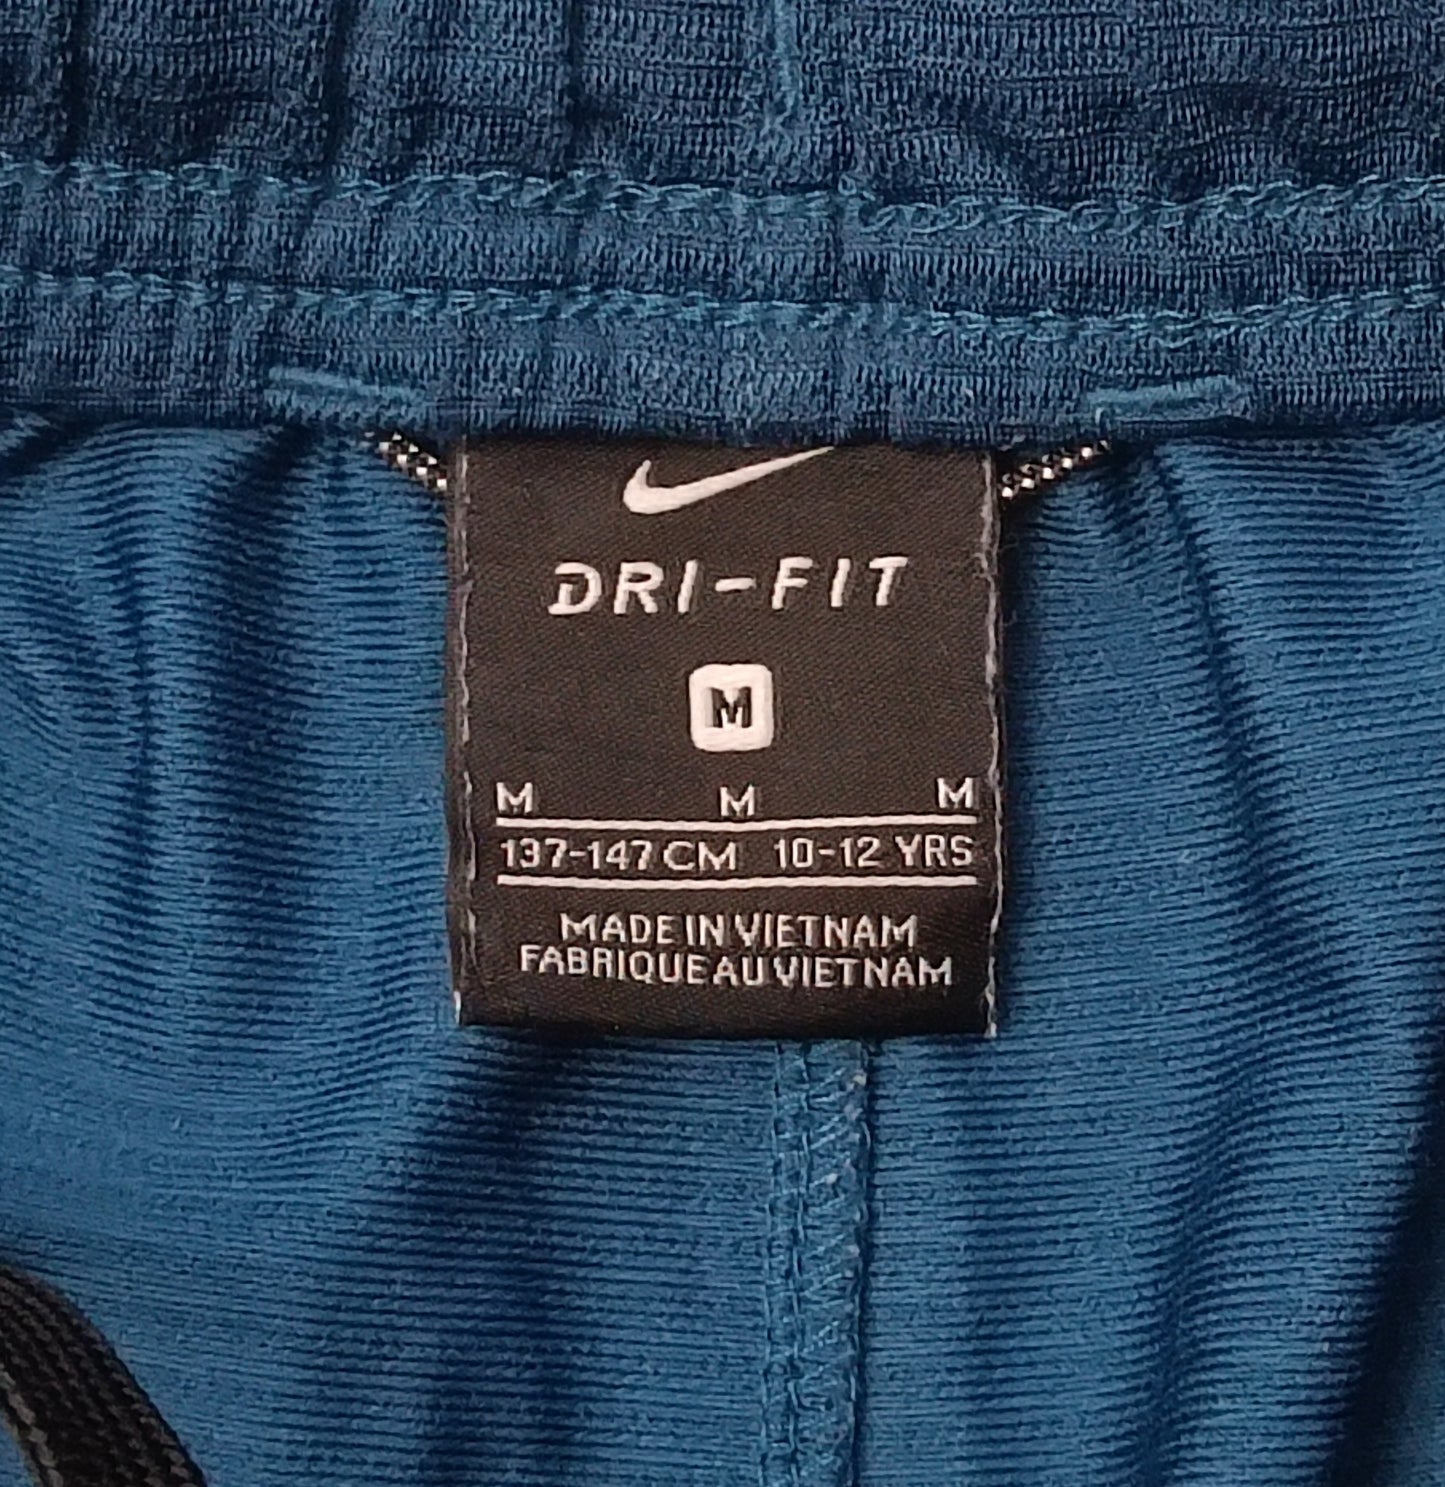 DRI-FIT
M
M M M
137-147 CM 10-12 YRS
MADE IN VIETNAM
FABRIQUE AU VIETNAM